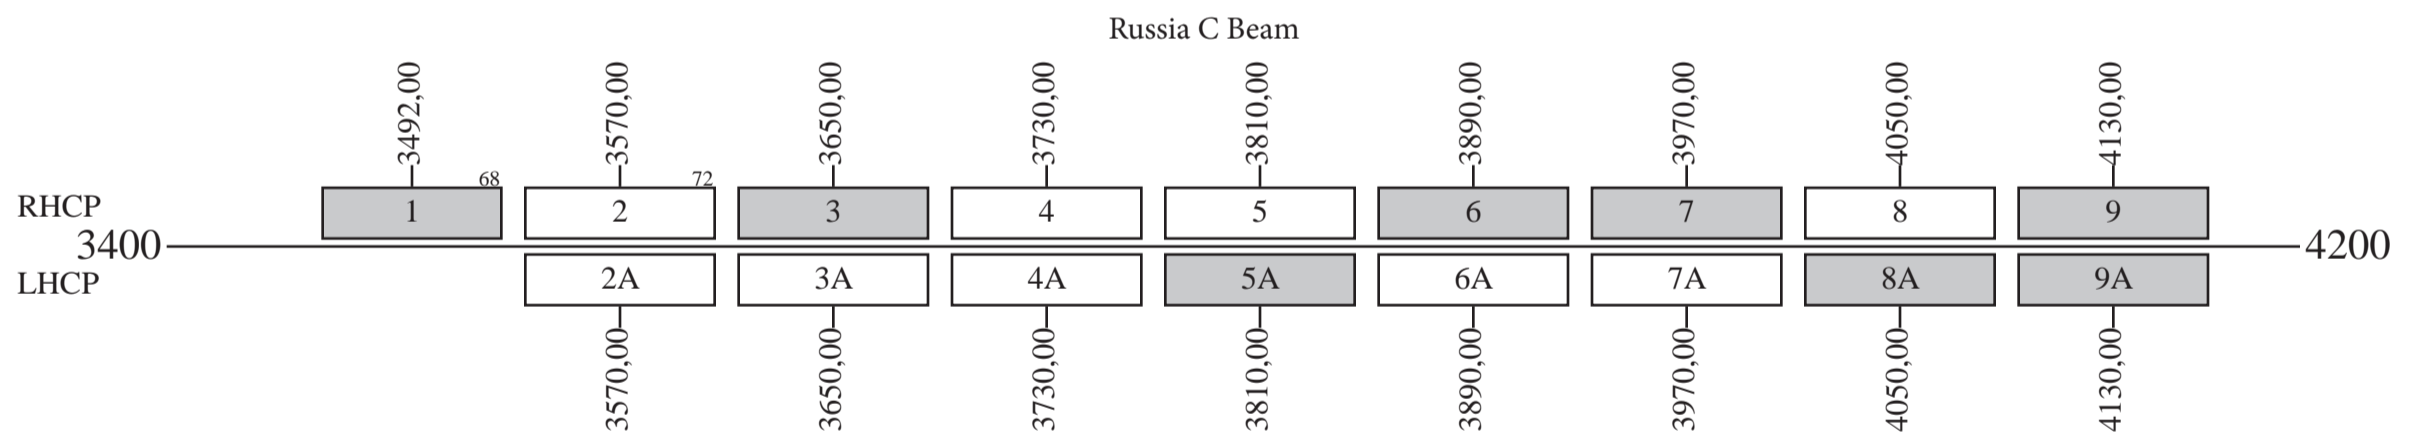 Russia C Beam
3492,00 3570,00 3650,00 3730,00 3810,00 3890,00 3970,00 4050,00 4130,00
68 72
RHCP 1 2 3 4 5 6 7 8 9
3400 4200
LHCP 2A 3A 4A 5A 6A 7A 8A 9A
3570,00 3650,00 3730,00 3810,00 3890,00 3970,00 4050,00 4130,00